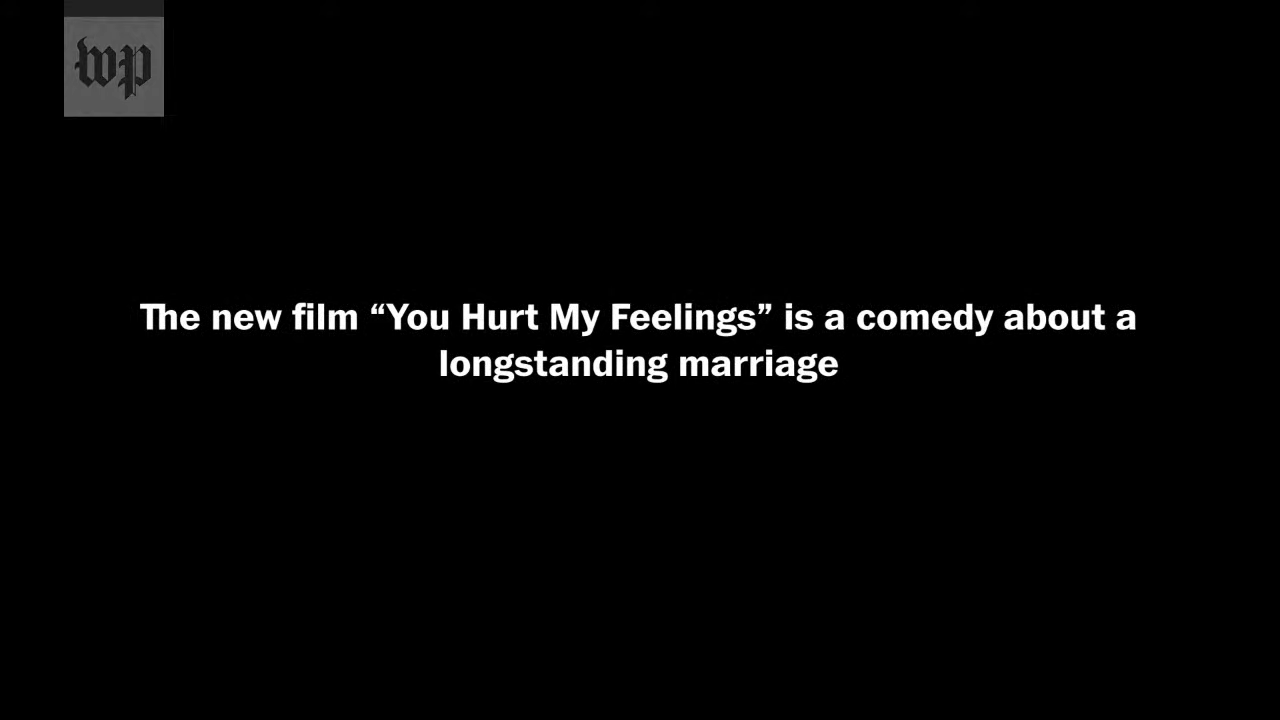 wp
The new film “You Hurt My Feelings” is a comedy about a
longstanding marriage